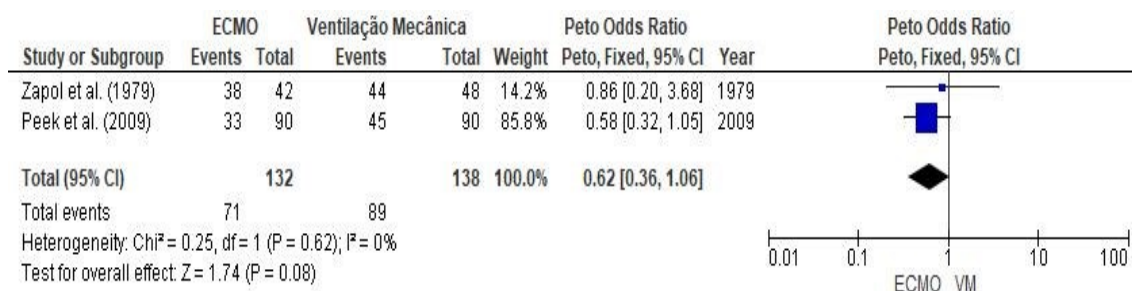 ECMO Ventilação Mecânica Peto Odds Ratio Peto Odds Ratio
Study or Subgroup Events Total Events Total Weight Peto, Fixed, 95% CI Year Peto, Fixed, 95% CI
Zapol et al. (1979) 38 42 44 48 14.2% 0.86 [0.20, 3.68] 1979
Peek et al. (2009) 33 90 45 90 85.8% 0.58 [0.32, 1.05] 2009
Total (95% CI) 132 138 100.0% 0.62 [0.36, 1.06]
Total events 71 89
Heterogeneity: Chi² = 0.25, df = 1 (P = 0.62); I² = 0%
Test for overall effect: Z = 1.74 (P = 0.08)
0.01 0.1 1 10 100
ECMO VM